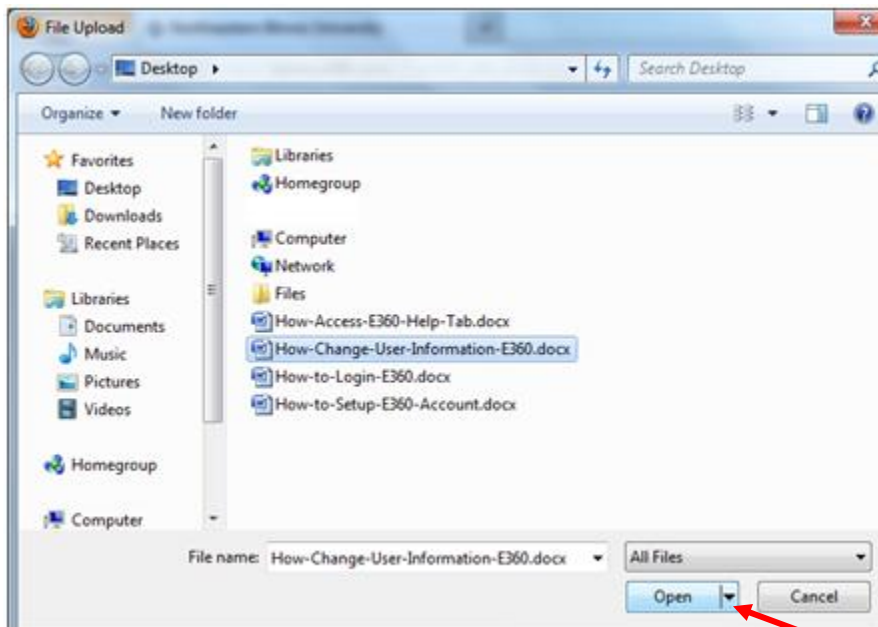 File Upload
Desktop
Search Desktop
Organize
New folder
Favorites
Desktop
Downloads
Recent Places
Libraries
Documents
Music
Pictures
Videos
Homegroup
Computer
Libraries
Homegroup
Computer
Network
Files
How-Access-E360-Help-Tab.docx
How-Change-User-Information-E360.docx
How-to-Login-E360.docx
How-to-Setup-E360-Account.docx
File name: How-Change-User-Information-E360.docx
All Files
Open
Cancel